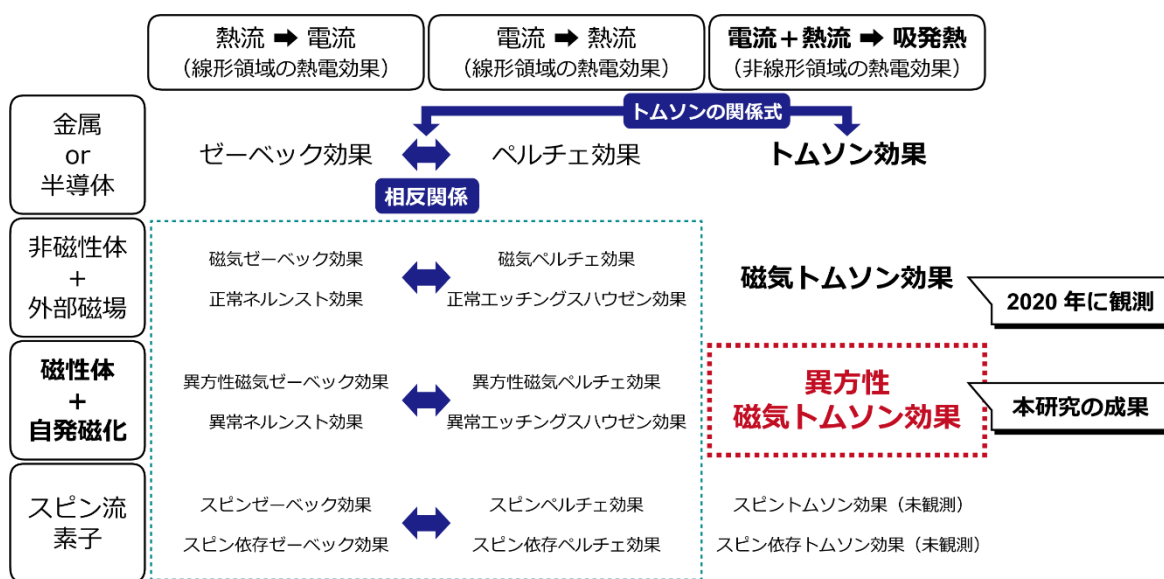 熱流 ➡ 電流
（線形領域の熱電効果）
電流 ➡ 熱流
（線形領域の熱電効果）
電流＋熱流 ➡ 吸発熱
（非線形領域の熱電効果）
トムソンの関係式
金属
or
半導体
ゼーベック効果
ペルチェ効果
トムソン効果
相反関係
非磁性体
+
外部磁場
磁気ゼーベック効果
磁気ペルチェ効果
正常ネルンスト効果
正常エッチングスハウゼン効果
磁気トムソン効果
2020 年に観測
磁性体
+
自発磁化
異方性磁気ゼーベック効果
異方性磁気ペルチェ効果
異常ネルンスト効果
異常エッチングスハウゼン効果
異方性
磁気トムソン効果
本研究の成果
スピン流
素子
スピンゼーベック効果
スピンペルチェ効果
スピントムソン効果（未観測）
スピン依存ゼーベック効果
スピン依存ペルチェ効果
スピン依存トムソン効果（未観測）